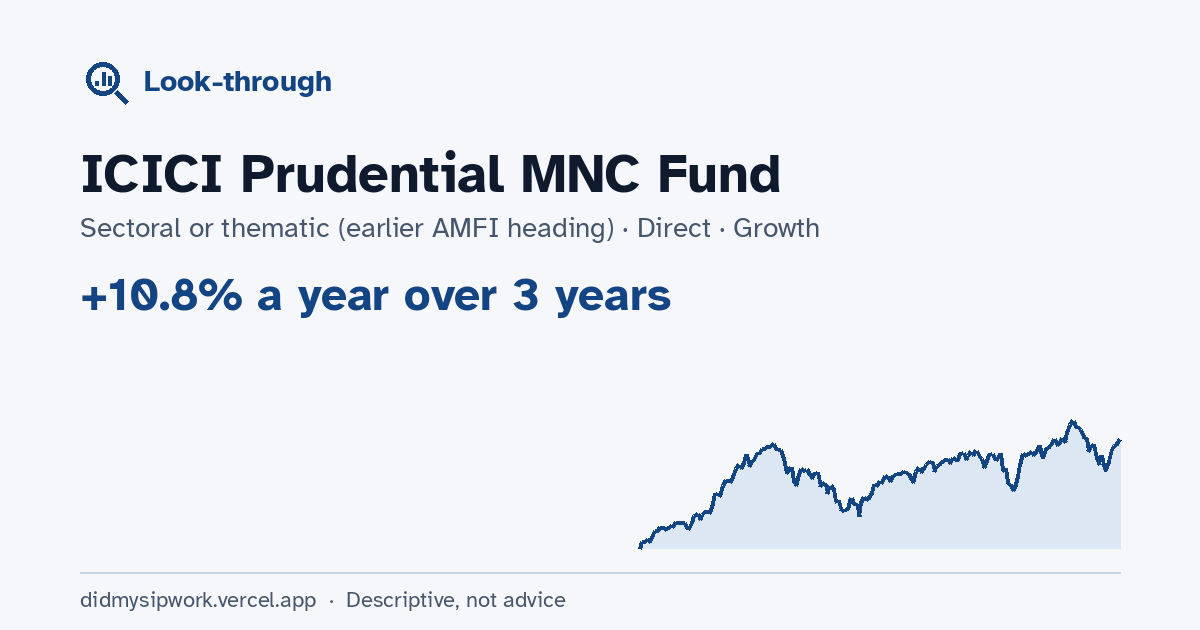 Look-through
ICICI Prudential MNC Fund
Sectoral or thematic (earlier AMFI heading) · Direct · Growth
+10.8% a year over 3 years
didmysipwork.vercel.app · Descriptive, not advice